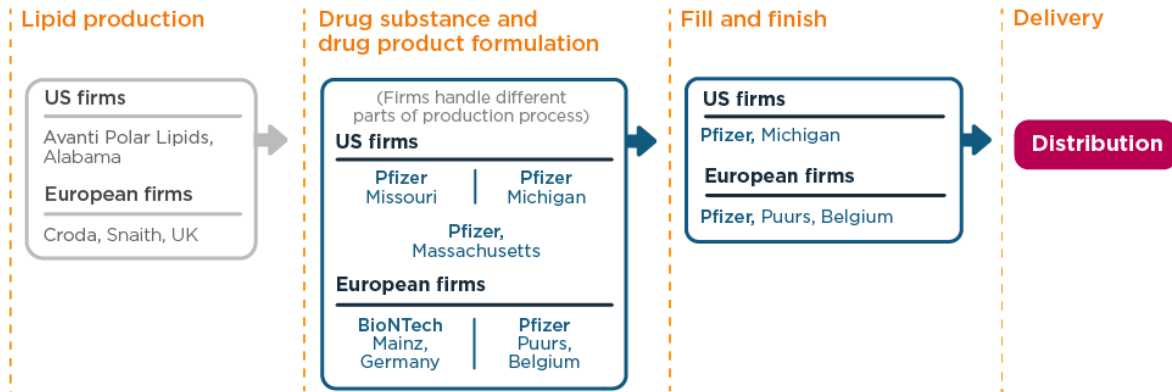 Lipid production
US firms
Avanti Polar Lipids,
Alabama
European firms
Croda, Snaith, UK
Drug substance and
drug product formulation
(Firms handle different
parts of production process)
US firms
Pfizer
Missouri
Pfizer
Michigan
Pfizer,
Massachusetts
European firms
BioNTech
Mainz,
Germany
Pfizer
Puurs,
Belgium
Fill and finish
US firms
Pfizer, Michigan
European firms
Pfizer, Puurs, Belgium
Delivery
Distribution